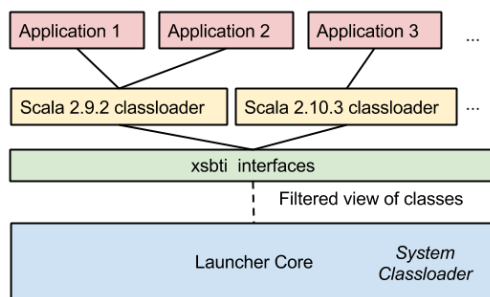 Application 1
Application 2
Application 3
...
Scala 2.9.2 classloader
Scala 2.10.3 classloader
...
xsbti interfaces
Filtered view of classes
Launcher Core
System
Classloader